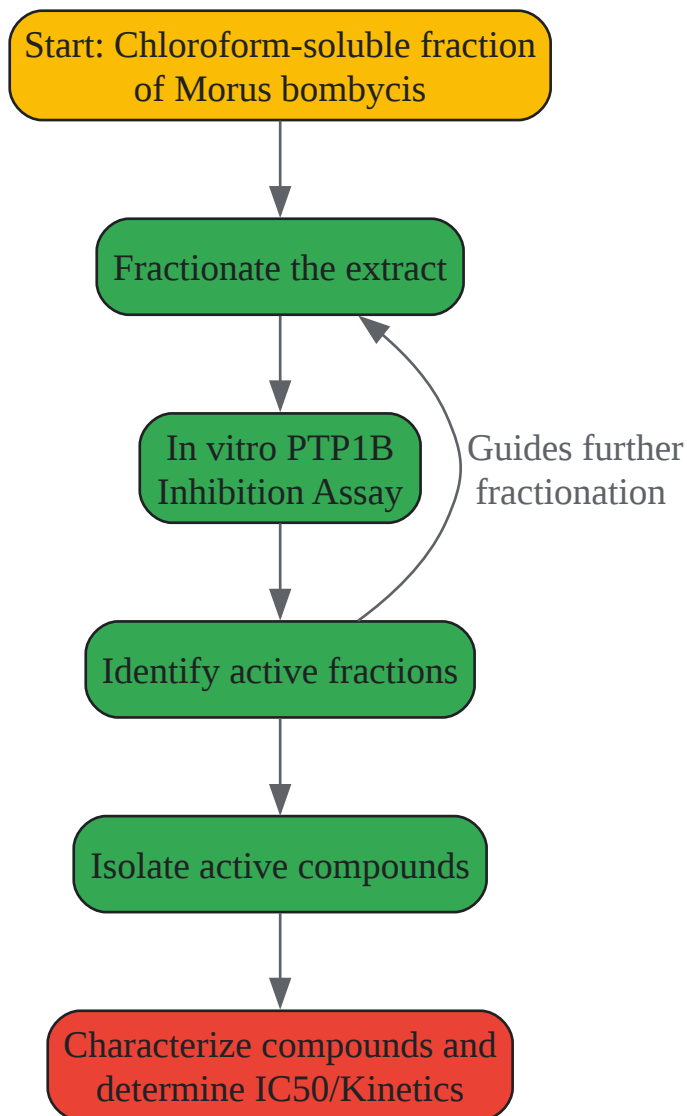 Start: Chloroform-soluble fraction
of Morus bombycis
Fractionate the extract
In vitro PTP1B
Inhibition Assay
Guides further
fractionation
Identify active fractions
Isolate active compounds
Characterize compounds and
determine IC50/Kinetics